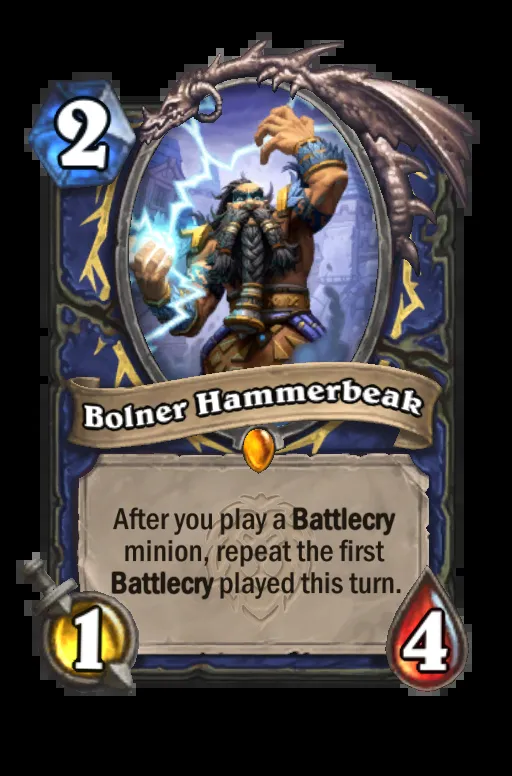 2
Bolner Hammerbeak
After you play a Battlecry
minion, repeat the first
Battlecry played this turn.
1
4